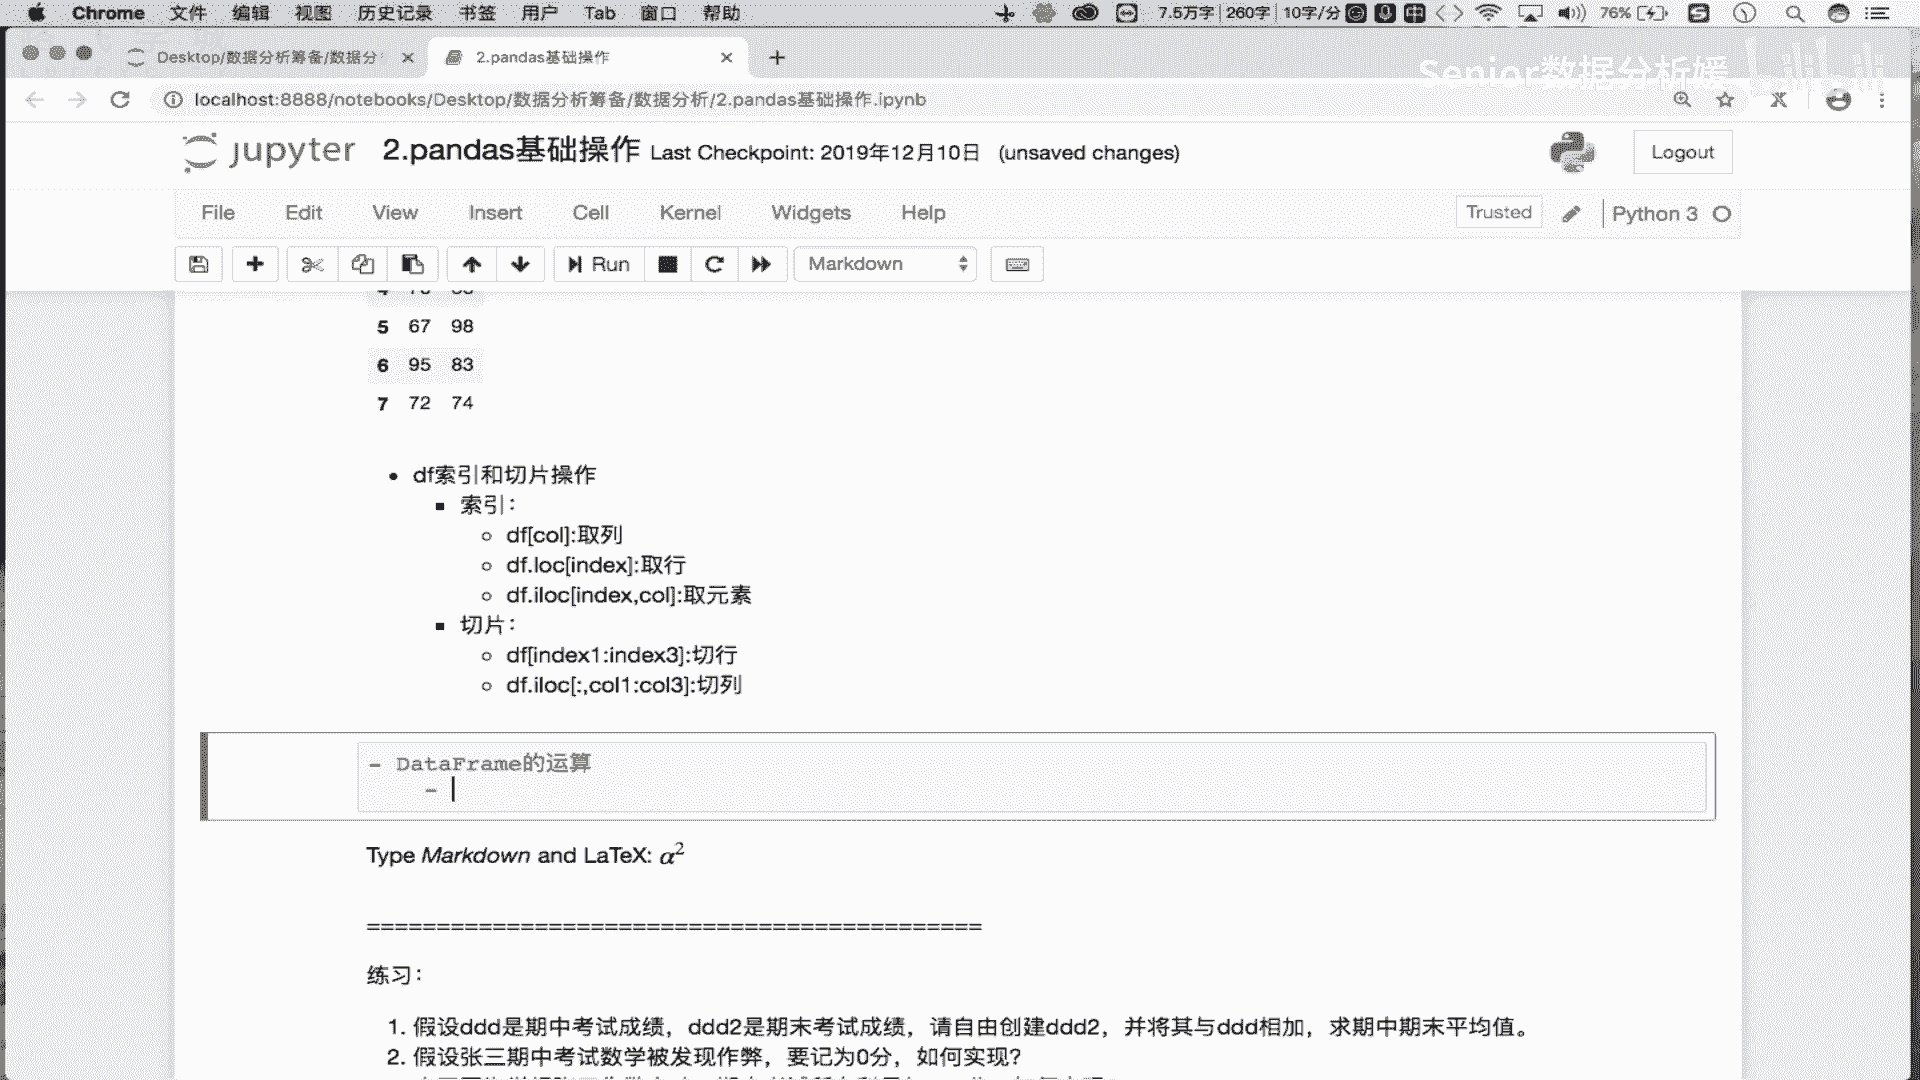 Chrome 文件 编辑 视图 历史记录 书签 用户 Tab 窗口 帮助 7.5万字 260字 10字/分 中 76%
Desktop/数据分析筹备/数据分 2.pandas基础操作
Senior数据分析媛 bilibili
localhost:8888/notebooks/Desktop/数据分析筹备/数据分析/2.pandas基础操作.ipynb
jupyter 2.pandas基础操作 Last Checkpoint: 2019年12月10日 (unsaved changes) Logout
File Edit View Insert Cell Kernel Widgets Help Trusted Python 3
Run Markdown
5 67 98
6 95 83
7 72 74
df索引和切片操作
索引：
df[col]:取列
df.loc[index]:取行
df.iloc[index,col]:取元素
切片：
df[index1:index3]:切行
df.iloc[:,col1:col3]:切列
- DataFrame的运算
-
Type Markdown and LaTeX: α²
============================================
练习：
1. 假设ddd是期中考试成绩，ddd2是期末考试成绩，请自由创建ddd2，并将其与ddd相加，求期中期末平均值。
2. 假设张三期中考试数学被发现作弊，要记为0分，如何实现？